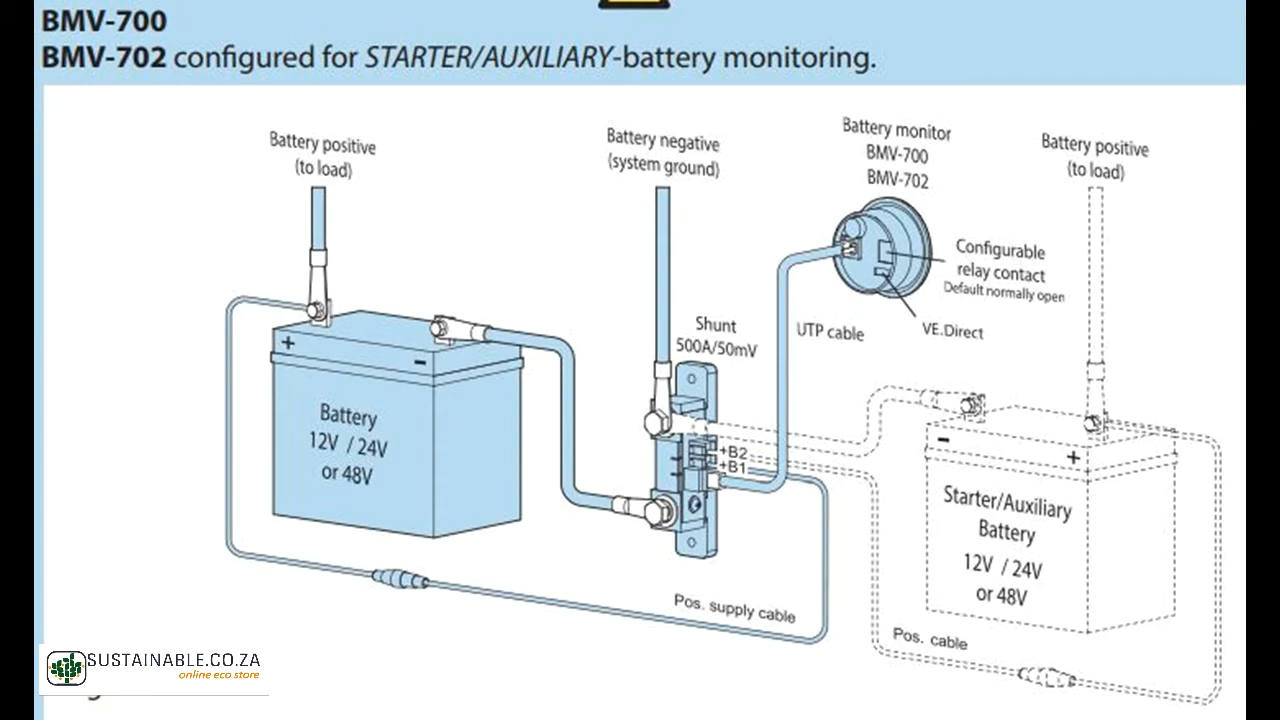 BMV-700
BMV-702 configured for STARTER/AUXILIARY-battery monitoring.
Battery positive
(to load)
Battery negative
(system ground)
Battery monitor
BMV-700
BMV-702
Battery positive
(to load)
Configurable
relay contact
Default normally open
VE.Direct
UTP cable
Shunt
500A/50mV
+ -
Battery
12V / 24V
or 48V
+B2
+B1
- +
Starter/Auxiliary
Battery
12V / 24V
or 48V
Pos. supply cable
Pos. cable
SUSTAINABLE.CO.ZA
online eco store